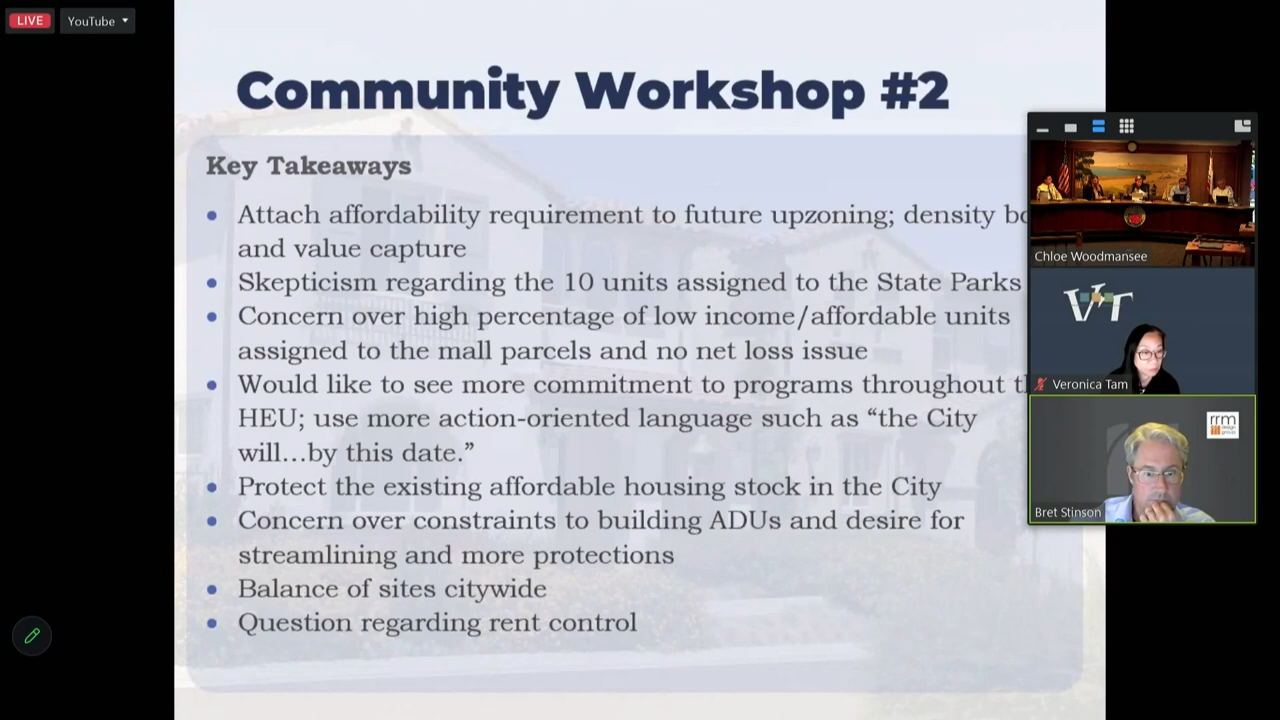 LIVE
YouTube
Community Workshop #2
Key Takeaways
Attach affordability requirement to future upzoning; density
and value capture
Skepticism regarding the 10 units assigned to the State Parks
Concern over high percentage of low income/affordable units
assigned to the mall parcels and no net loss issue
Would like to see more commitment to programs throughout
HEU; use more action-oriented language such as “the City
will...by this date.”
Protect the existing affordable housing stock in the City
Concern over constraints to building ADUs and desire for
streamlining and more protections
Balance of sites citywide
Question regarding rent control
Chloe Woodmansee
VT
Veronica Tam
rrm
design
group
Bret Stinson